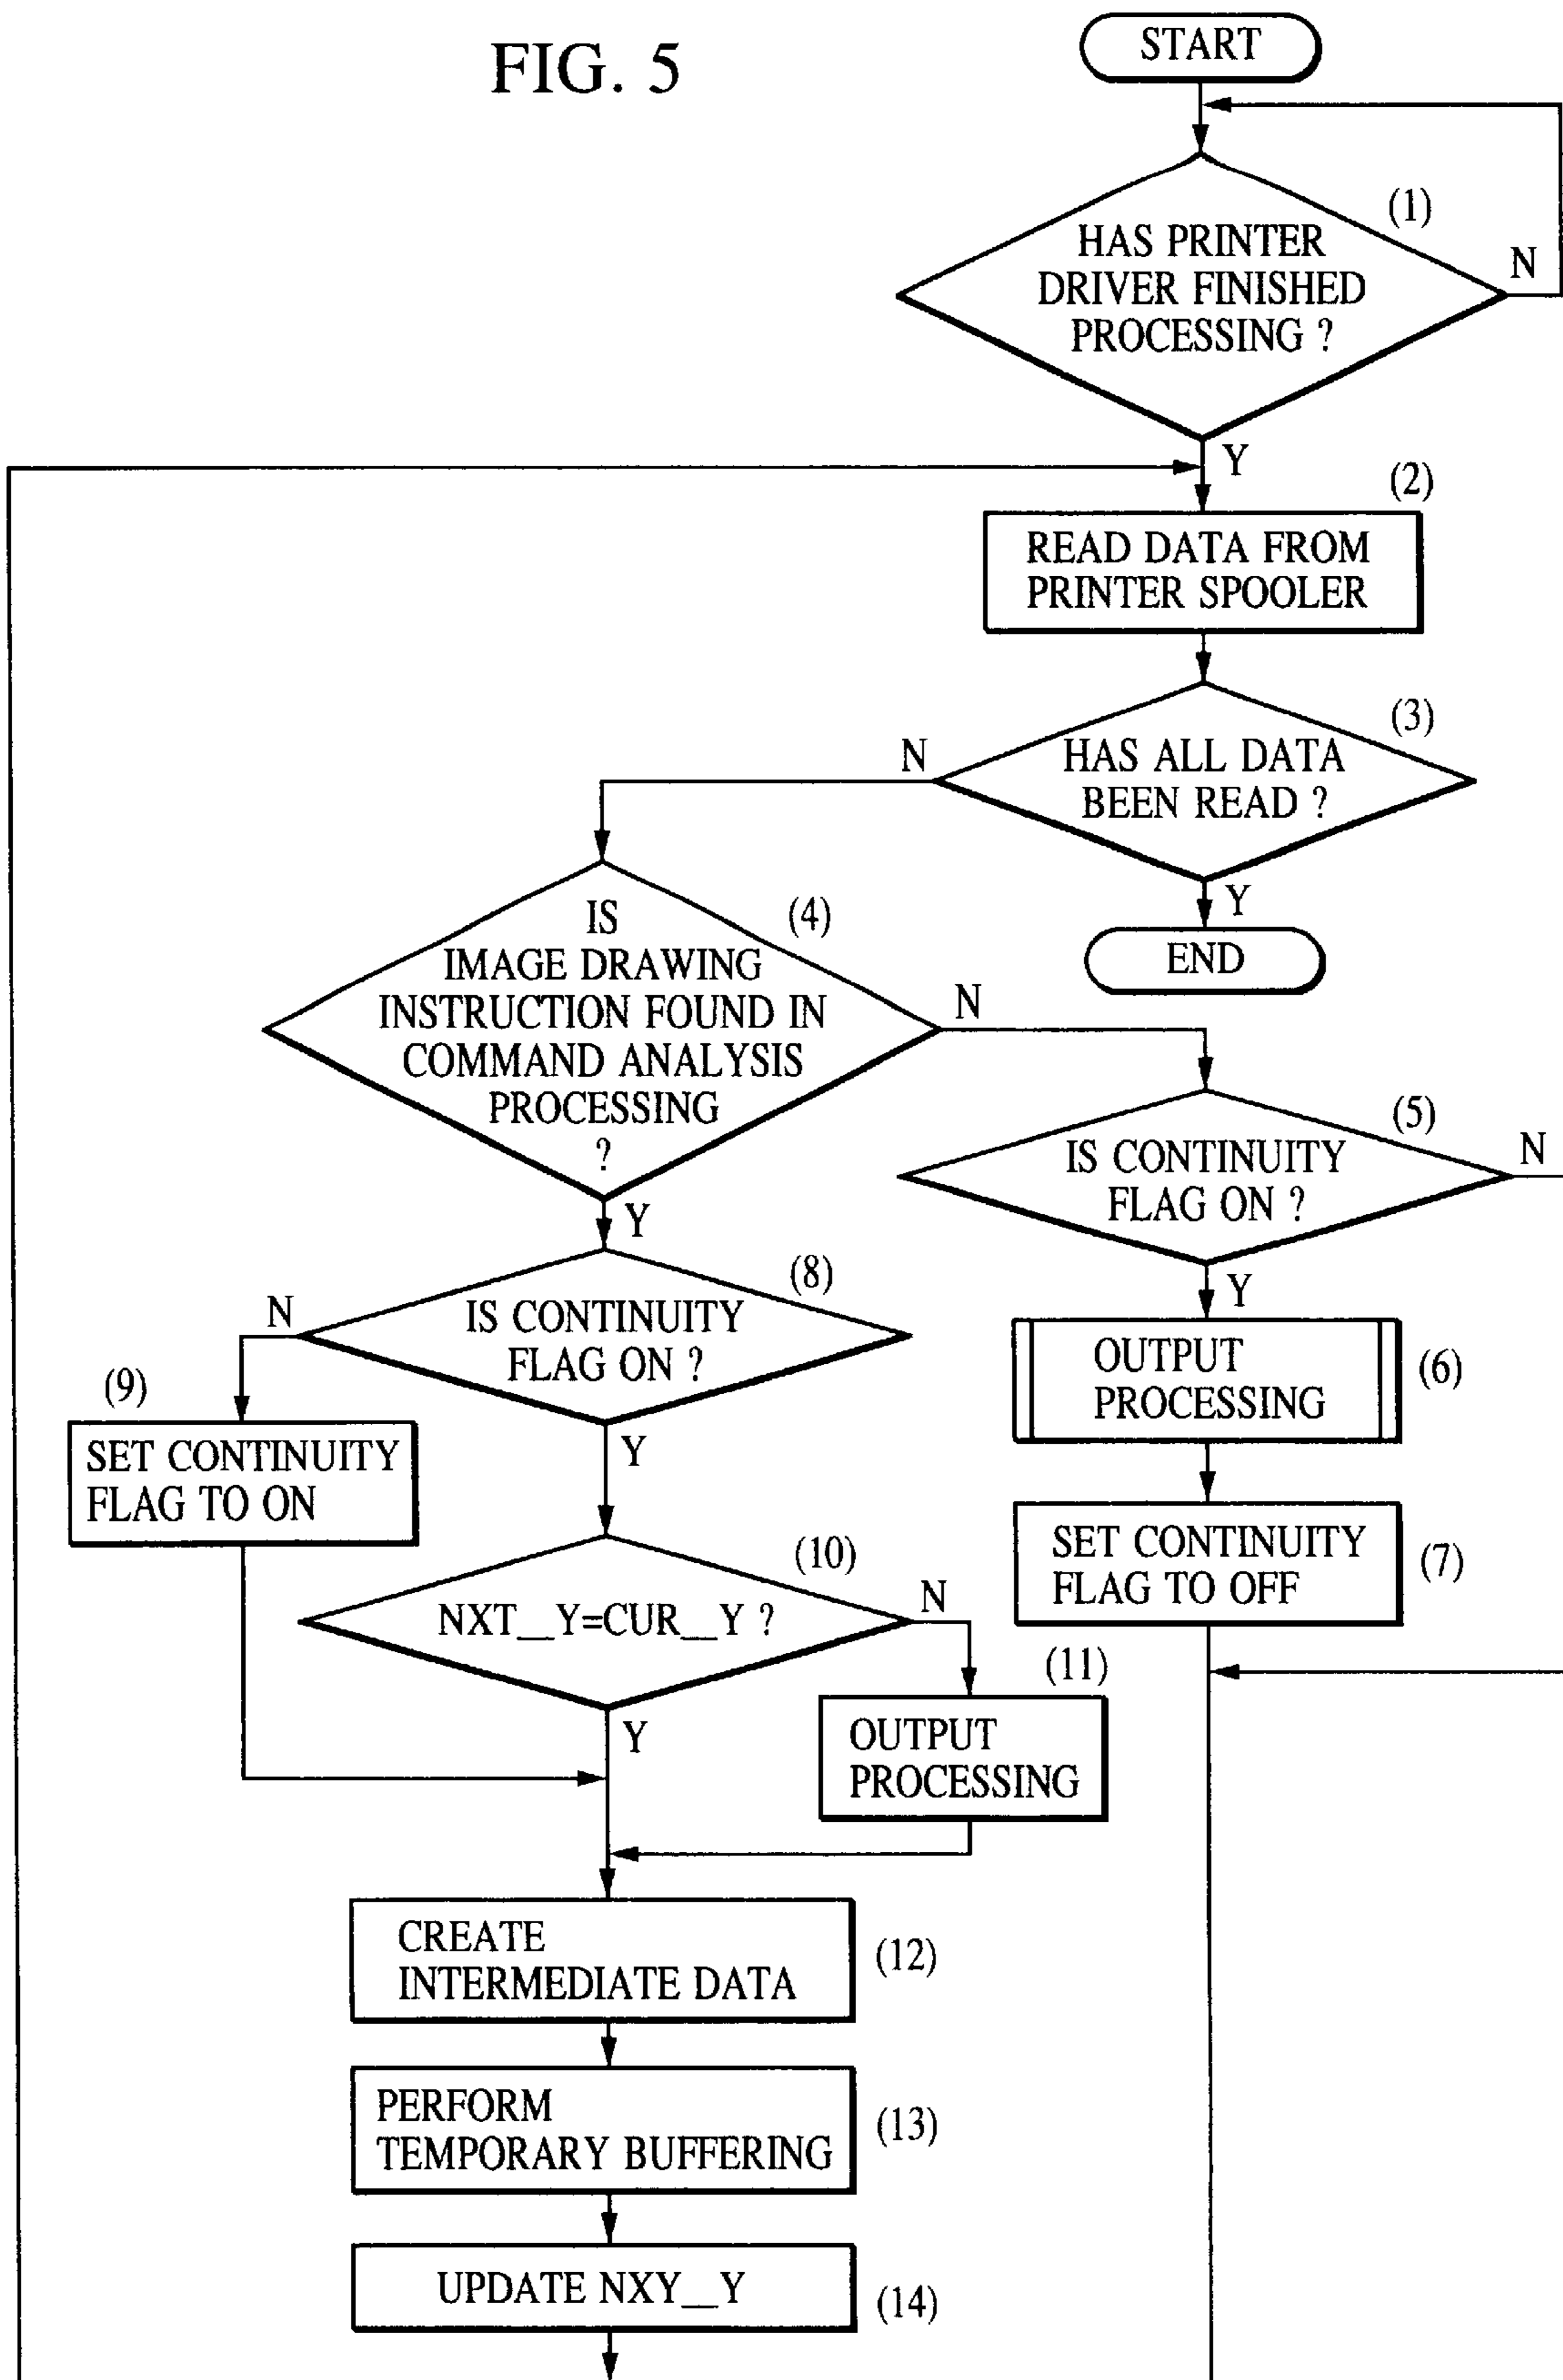 FIG. 5
START
(1)
HAS PRINTER
DRIVER FINISHED
PROCESSING ?
N
Y
(2)
READ DATA FROM
PRINTER SPOOLER
(3)
HAS ALL DATA
BEEN READ ?
N
Y
END
(4)
IS
IMAGE DRAWING
INSTRUCTION FOUND IN
COMMAND ANALYSIS
PROCESSING
?
N
Y
(5)
IS CONTINUITY
FLAG ON ?
N
Y
(6)
OUTPUT
PROCESSING
(7)
SET CONTINUITY
FLAG TO OFF
(8)
IS CONTINUITY
FLAG ON ?
N
Y
(9)
SET CONTINUITY
FLAG TO ON
(10)
NXT__Y=CUR__Y ?
N
Y
(11)
OUTPUT
PROCESSING
CREATE
INTERMEDIATE DATA
(12)
PERFORM
TEMPORARY BUFFERING
(13)
UPDATE NXY__Y
(14)